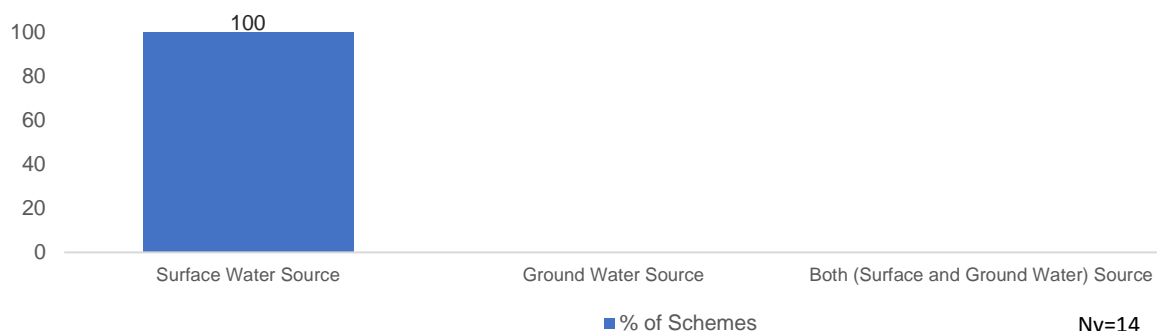 100
100
80
60
40
20
0
Surface Water Source
Ground Water Source
Both (Surface and Ground Water) Source
% of Schemes
Nv=14